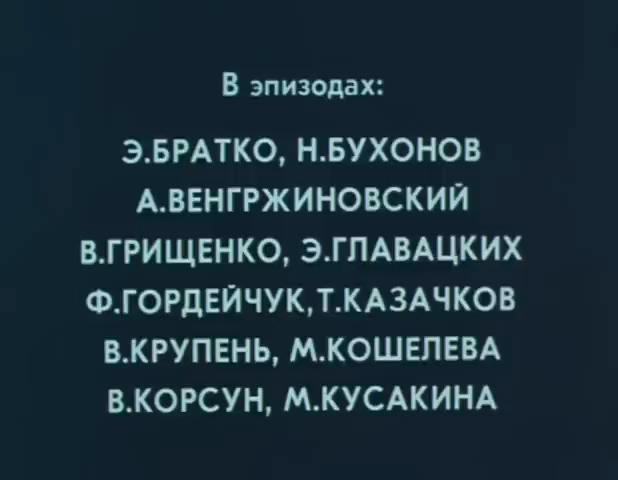 В эпизодах:
Э.БРАТКО, Н.БУХОНОВ
А.ВЕНГРЖИНОВСКИЙ
В.ГРИЩЕНКО, Э.ГЛАВАЦКИХ
Ф.ГОРДЕЙЧУК,Т.КАЗАЧКОВ
В.КРУПЕНЬ, М.КОШЕЛЕВА
В.КОРСУН, М.КУСАКИНА